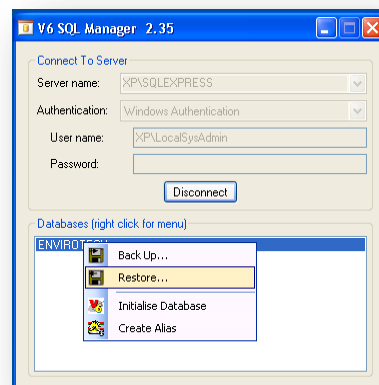 V6 SQL Manager 2.35
Connect To Server
Server name: XP\SQLEXPRESS
Authentication: Windows Authentication
User name: XP\LocalSysAdmin
Password:
Disconnect
Databases (right click for menu)
ENVIROTECH
Back Up...
Restore...
Initialise Database
Create Alias